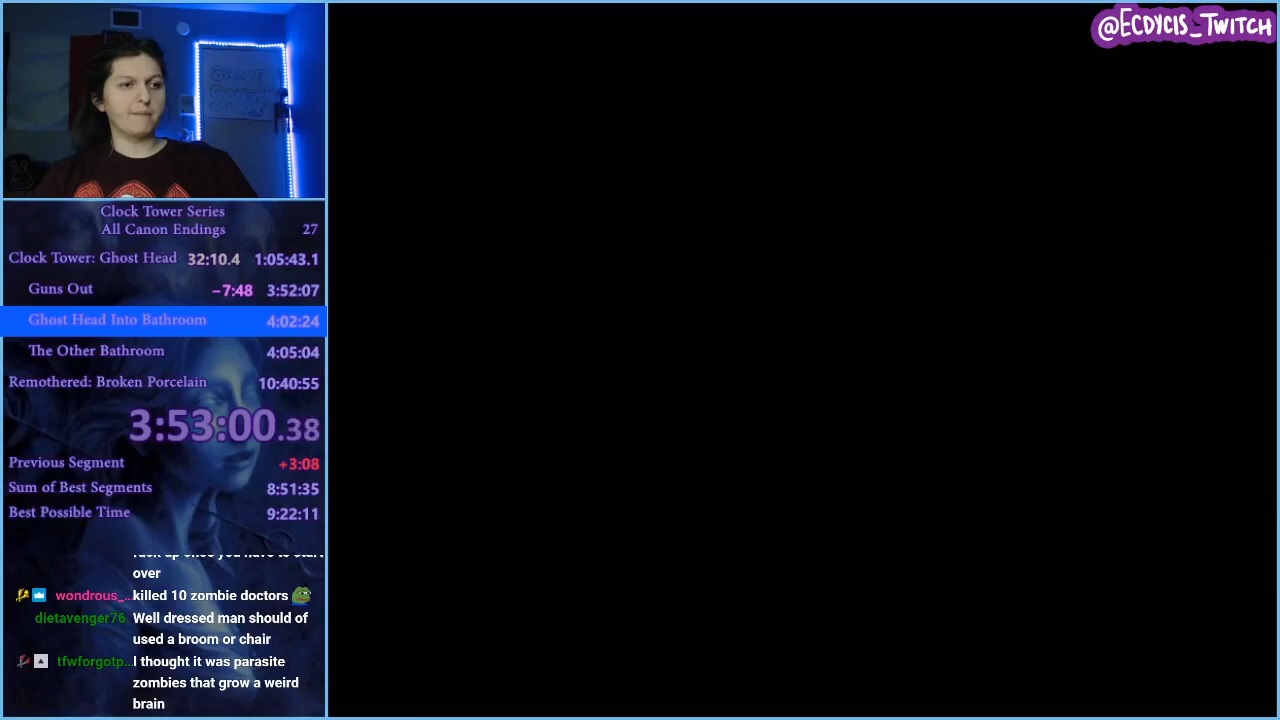 @ECDYCIS_TWITCH
Clock Tower Series
All Canon Endings 27
Clock Tower: Ghost Head 32:10.4 1:05:43.1
Guns Out −7:48 3:52:07
Ghost Head Into Bathroom 4:02:24
The Other Bathroom 4:05:04
Remothered: Broken Porcelain 10:40:55
3:53:00.38
Previous Segment +3:08
Sum of Best Segments 8:51:35
Best Possible Time 9:22:11
over
wondrous_... killed 10 zombie doctors
dietavenger76 Well dressed man should of
used a broom or chair
tfwforgotp... I thought it was parasite
zombies that grow a weird
brain